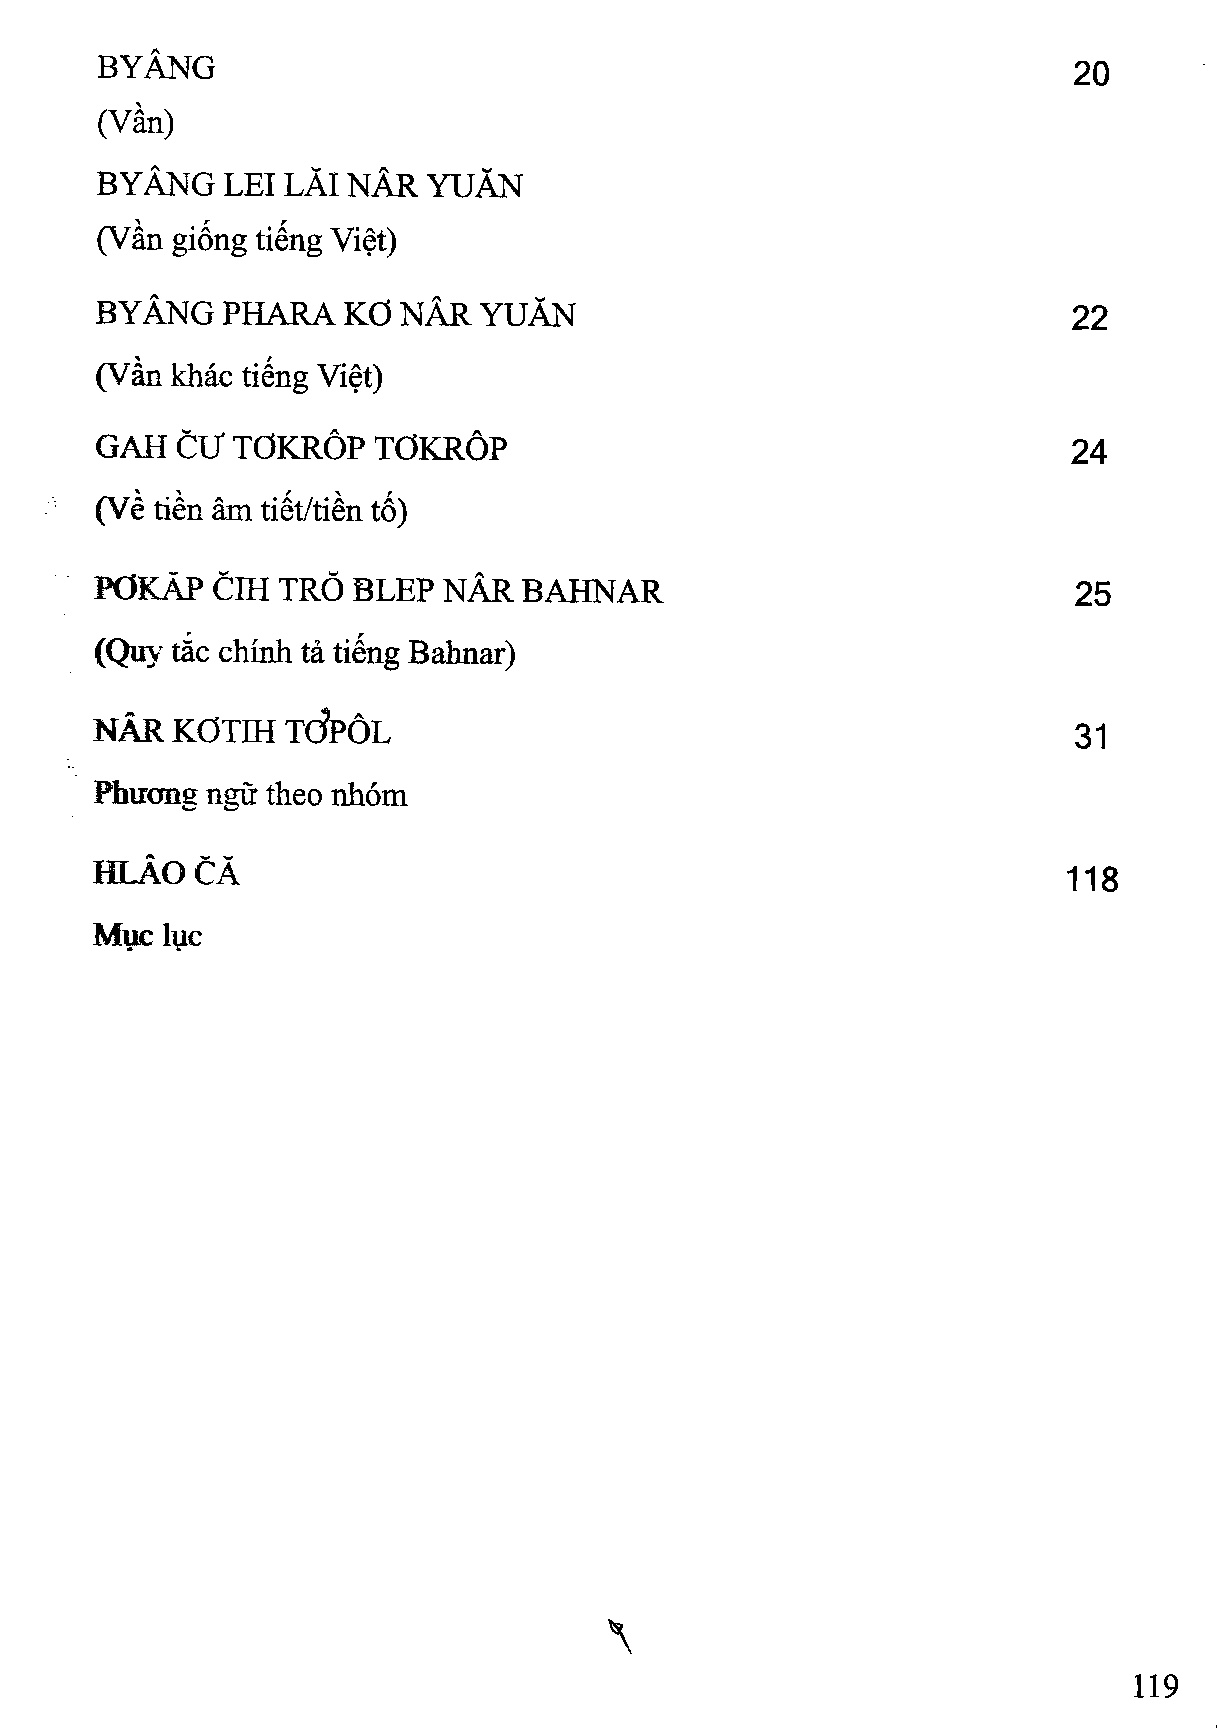 BYÂNG 20
(Vần)
BYÂNG LEI LĂI NÂR YUĂN
(Vần giống tiếng Việt)
BYÂNG PHARA KƠ NÂR YUĂN 22
(Vần khác tiếng Việt)
GAH ČƯ TƠKRÔP TƠKRÔP 24
(Về tiền âm tiết/tiền tố)
PƠKĂP ČIH TRŎ BLEP NÂR BAHNAR 25
(Quy tắc chính tả tiếng Bahnar)
NÂR KƠTIH TƠ̆PÔL 31
Phương ngữ theo nhóm
HLÂO ČĂ 118
Mục lục
119